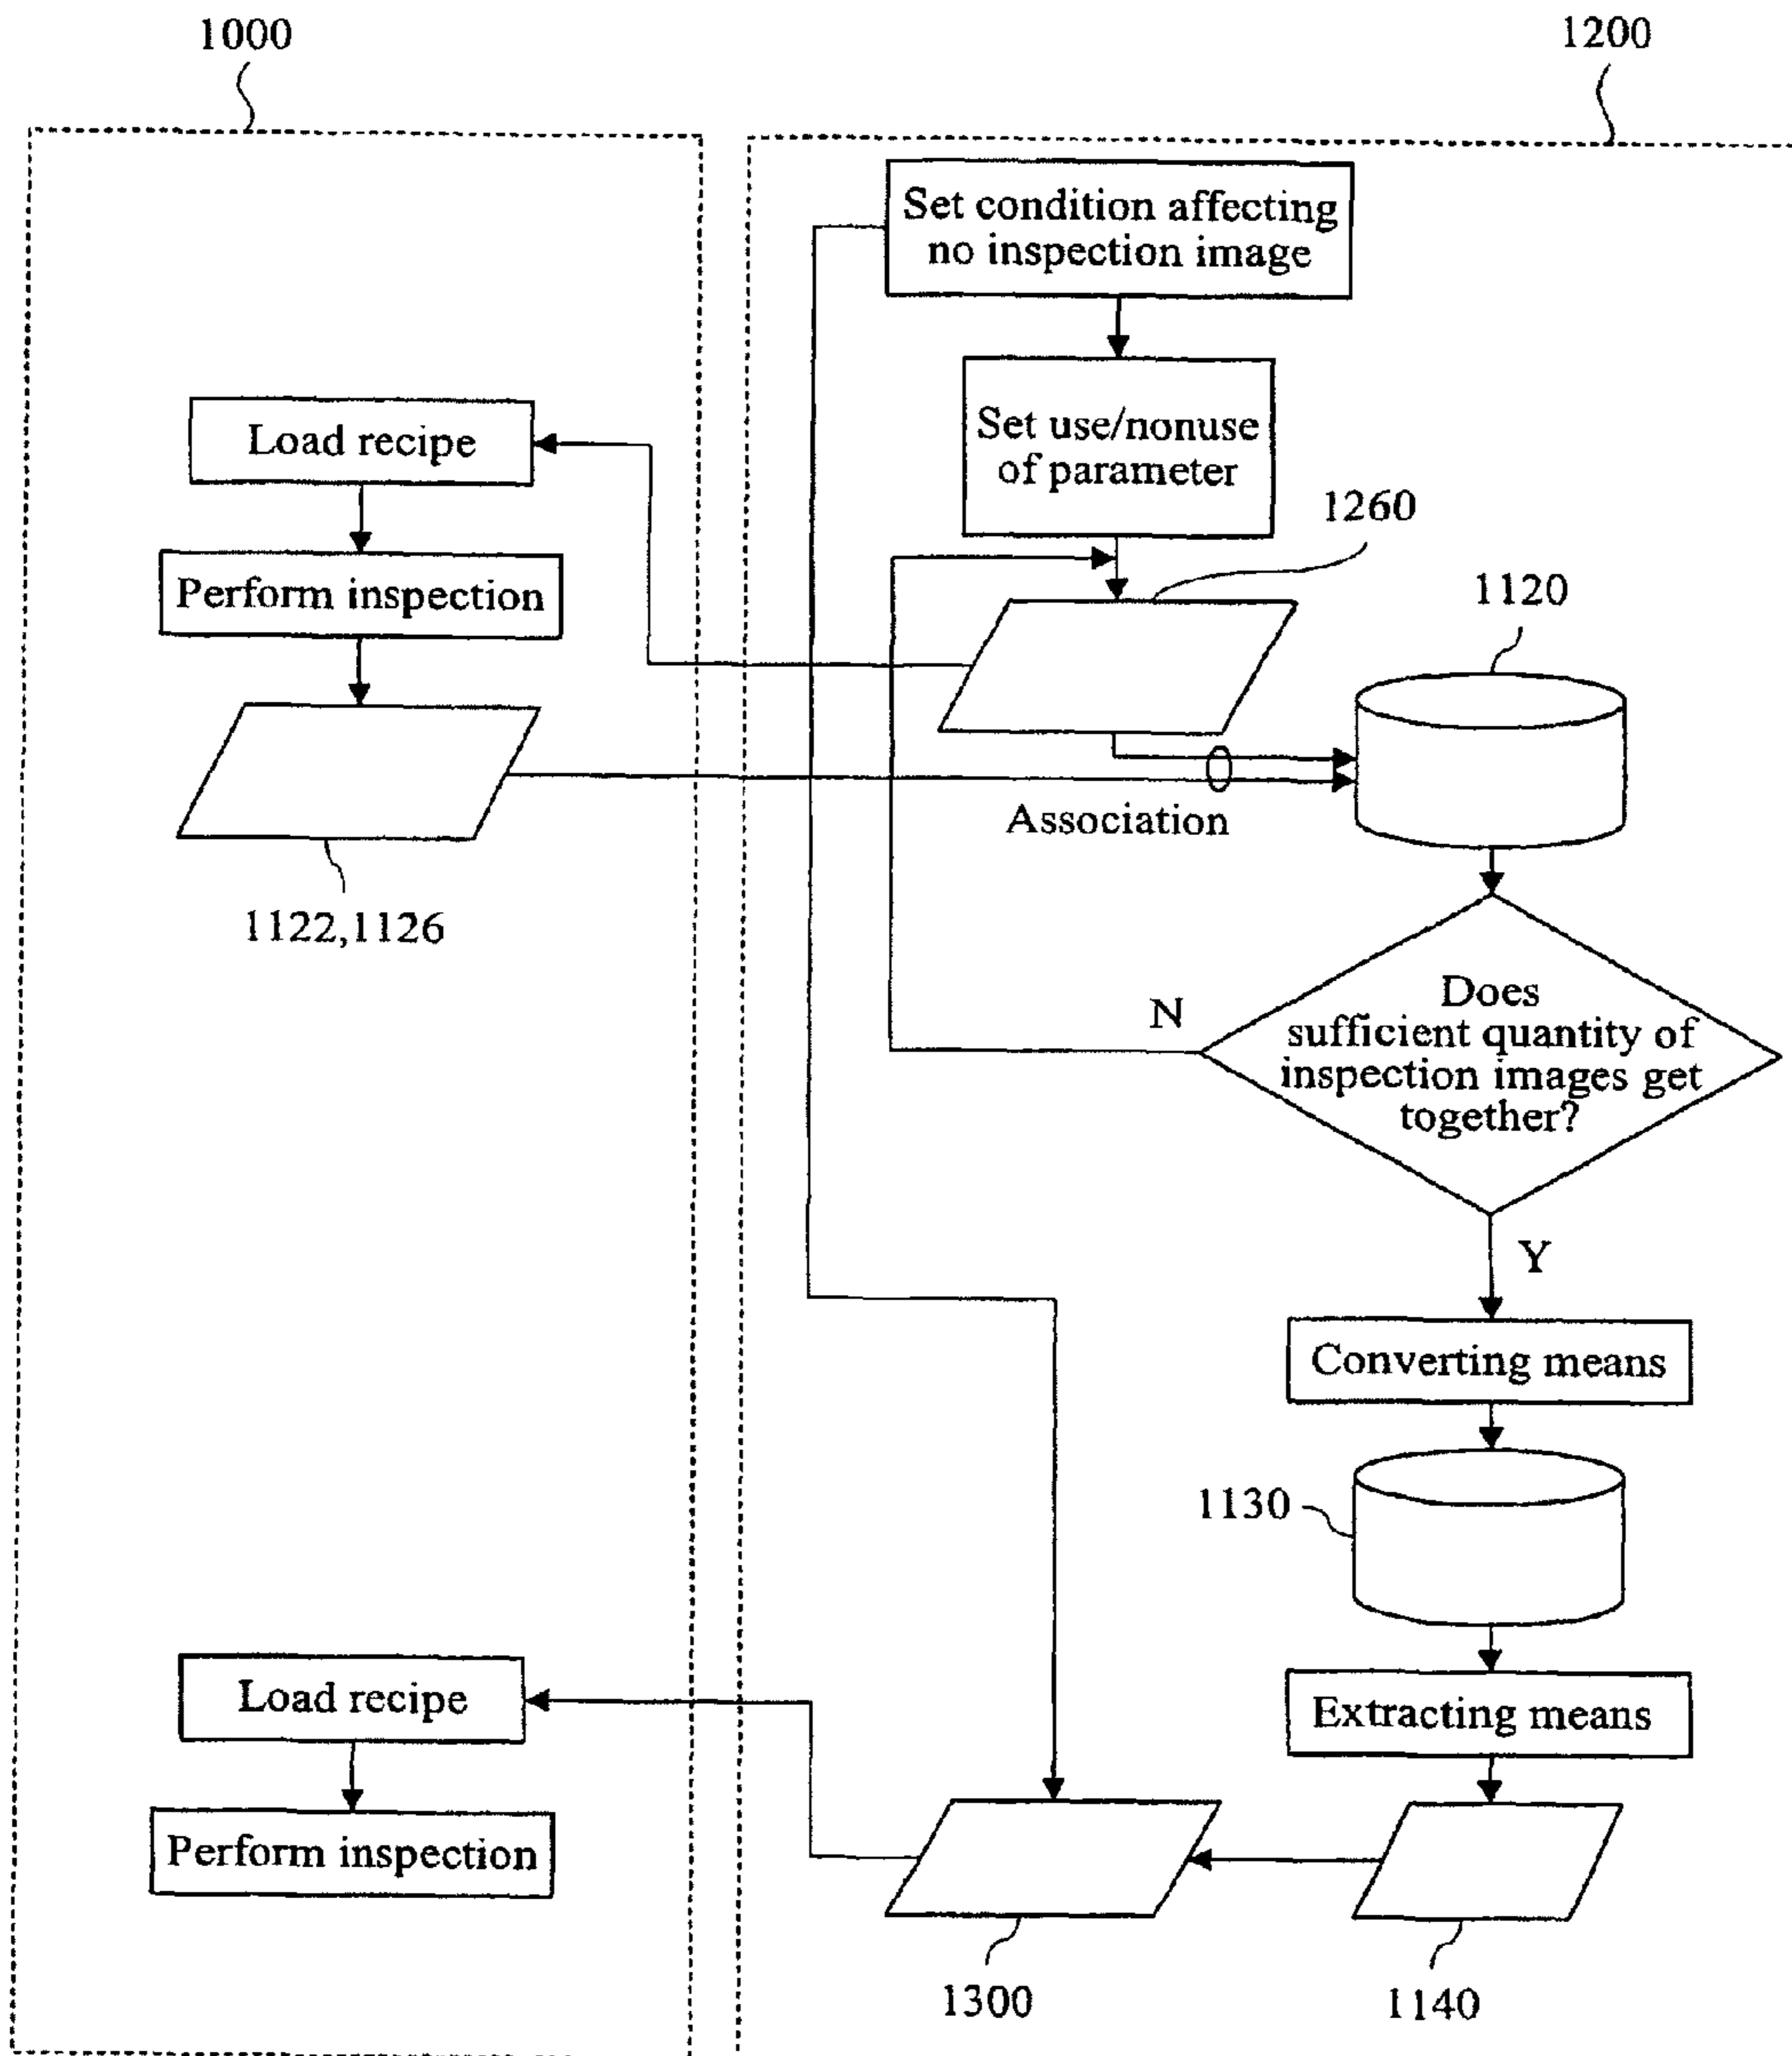 1000
1200
Set condition affecting
no inspection image
Load recipe
Set use/nonuse
of parameter
1260
Perform inspection
1120
Association
1122,1126
N
Does
sufficient quantity of
inspection images get
together?
Y
Converting means
1130
Load recipe
Extracting means
Perform inspection
1300
1140